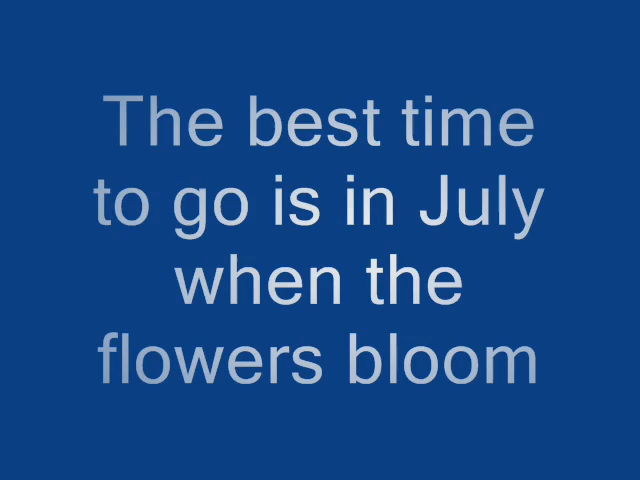 The best time
to go is in July
when the
flowers bloom